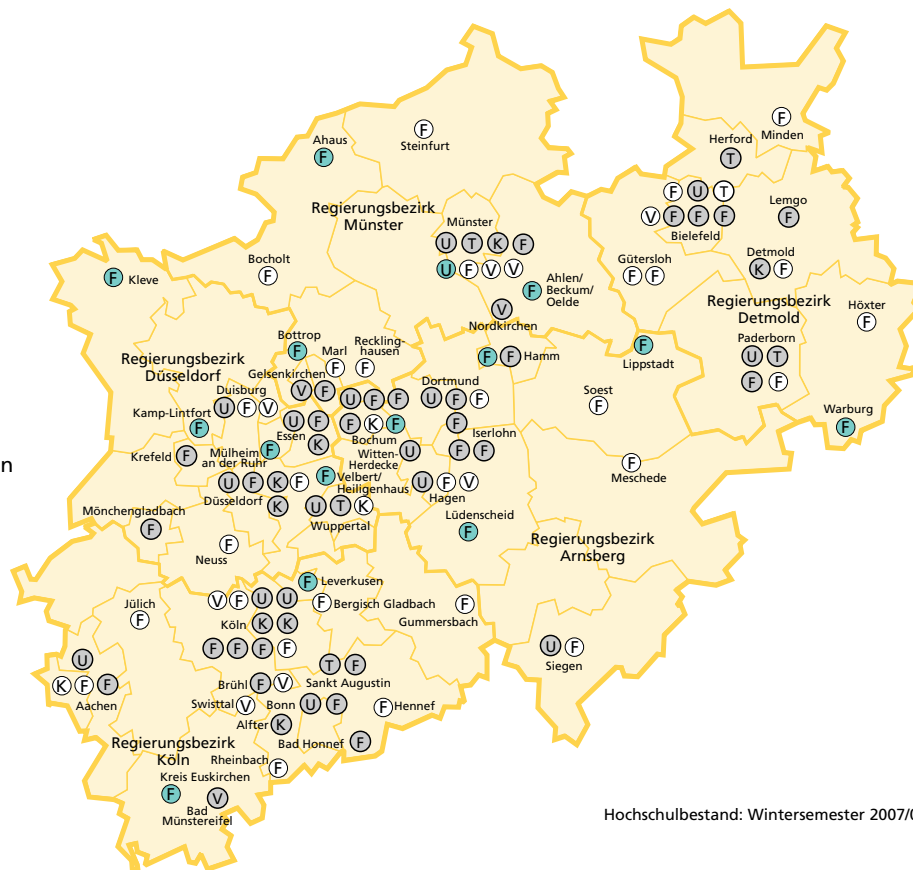 F
Minden
Ahaus
F
F
Steinfurt
Herford
T
Regierungsbezirk
Münster
F U T
V F F F
Bielefeld
Lemgo
F
Münster
U T K F
U F V V
Bocholt
F
Gütersloh
F F
Detmold
K F
F Kleve
F Ahlen/
Beckum/
Oelde
V
Nordkirchen
Regierungsbezirk
Detmold
Höxter
F
Bottrop
F
Marl
F
Reckling-
hausen
F
F F Hamm
F
Lippstadt
Paderborn
U T
F F
Regierungsbezirk
Düsseldorf
Gelsenkirchen
V F
Duisburg
U F V
Kamp-Lintfort
F
U F F
F K F
Bochum
Dortmund
U F F
F
Soest
F
Warburg
F
U F
Essen
K
Iserlohn
F F
Witten-
Herdecke
U
Krefeld F
Mülheim
an der Ruhr
F
F Velbert/
Heiligenhaus
F
Meschede
en
U F K F
Düsseldorf
K
U T K
Wuppertal
U F V
Hagen
Mönchengladbach
F
Lüdenscheid
F
Regierungsbezirk
Arnsberg
F
Neuss
F Leverkusen
Jülich
F
V F U U
Köln K K
F F F F
F Bergisch Gladbach
F
Gummersbach
U F
Siegen
U
K F F
Aachen
T F
Sankt Augustin
Brühl F V
Swisttal V
Bonn U F
F Hennef
Alfter K
Bad Honnef F
Regierungsbezirk
Köln
Rheinbach F
Kreis Euskirchen
F
V
Bad
Münstereifel
Hochschulbestand: Wintersemester 2007/0